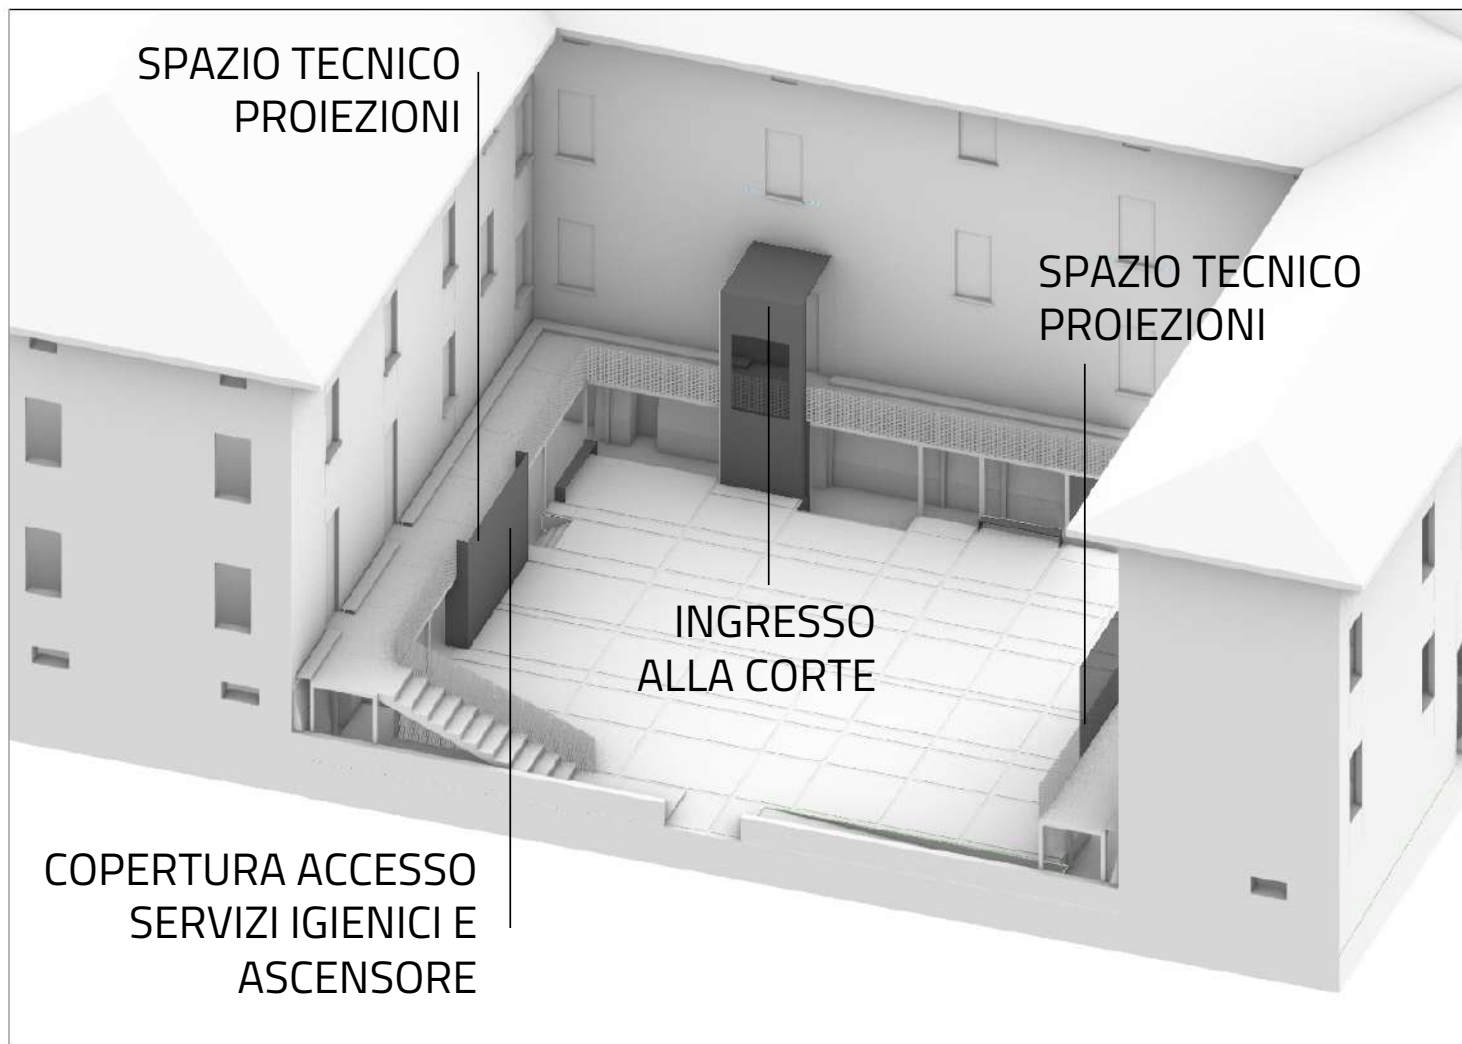 SPAZIO TECNICO
PROIEZIONI
SPAZIO TECNICO
PROIEZIONI
INGRESSO
ALLA CORTE
COPERTURA ACCESSO
SERVIZI IGIENICI E
ASCENSORE